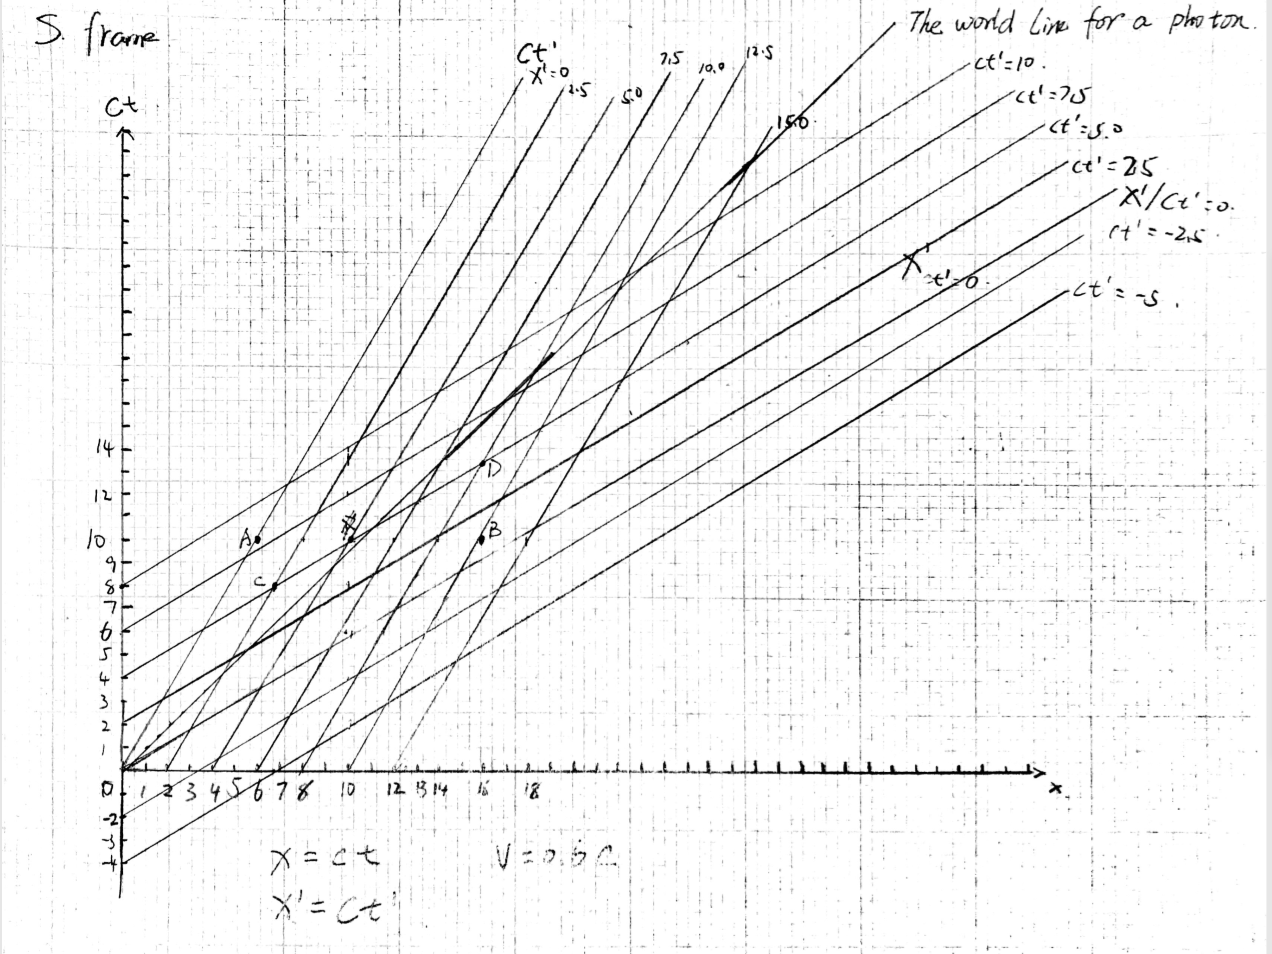 S. frame
The world line for a photon.
ct'
x'=0
2.5
5.0
7.5
10.0
12.5
15.0
ct'=10.
ct'=7.5
ct'=5.0
ct'=2.5
x'/ct'=0.
ct'=-2.5.
x'
ct'=0.
ct'=-5.
ct
14
12
10
9
8
7
6
5
4
3
2
1
0
-2
-3
-4
A
B
C
D
1 2 3 4 5 6 7 8 10 12 13 14 16 18
x
x=ct
v=0.6c
x'=ct'